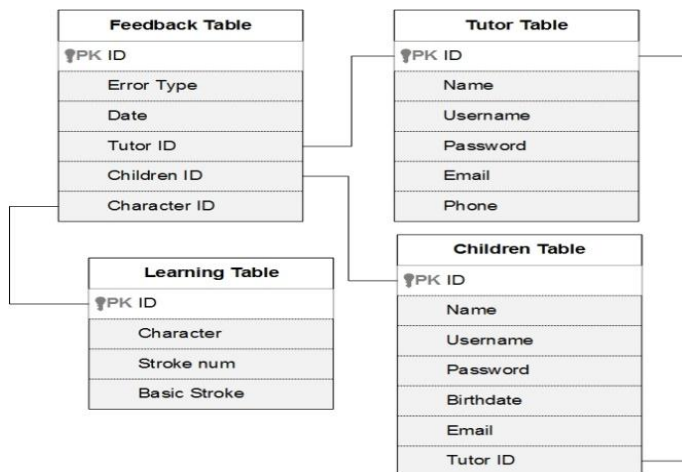 Feedback Table
PK ID
Error Type
Date
Tutor ID
Children ID
Character ID
Tutor Table
PK ID
Name
Username
Password
Email
Phone
Learning Table
PK ID
Character
Stroke num
Basic Stroke
Children Table
PK ID
Name
Username
Password
Birthdate
Email
Tutor ID